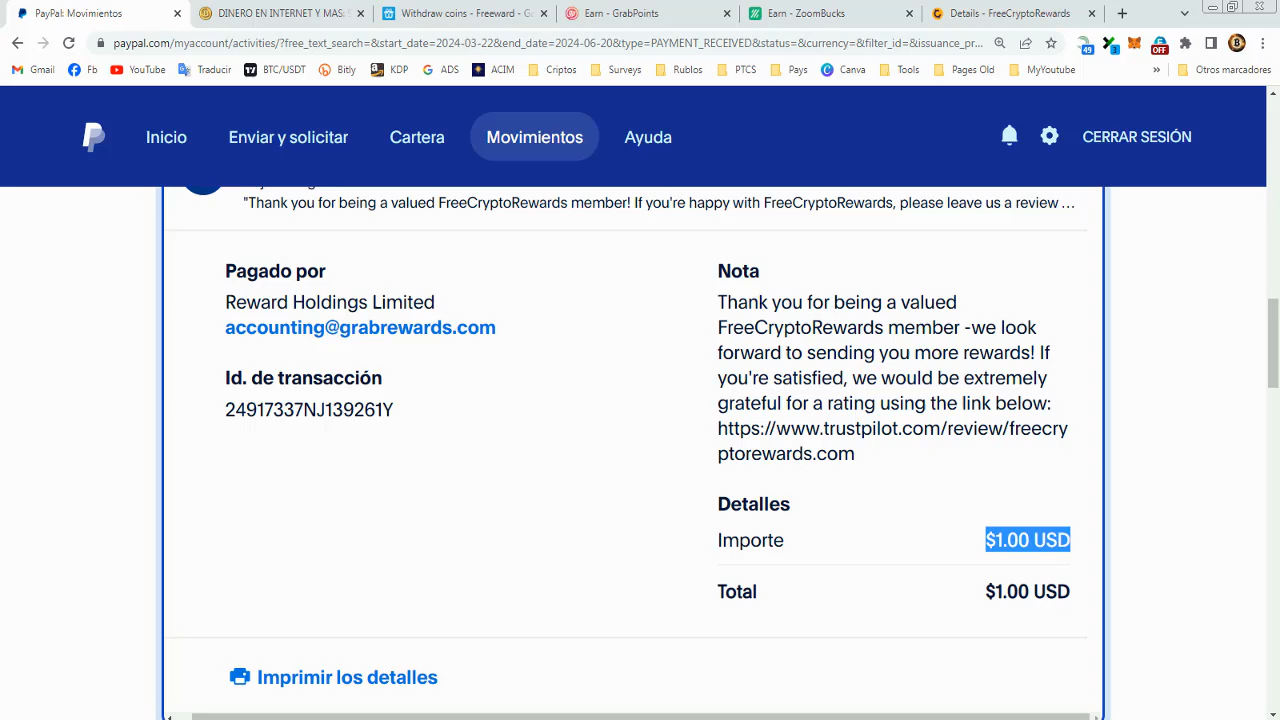 PayPal: Movimientos
DINERO EN INTERNET Y MAS:
Withdraw coins - Freeward - G
Earn - GrabPoints
Earn - ZoomBucks
Details - FreeCryptoRewards
paypal.com/myaccount/activities/?free_text_search=&start_d
3-22&end_date=2024-06-20&type=PAYMENT_RECEIVED&status=&currency=&filter_id=&issuance_pr...
49
3
OFF
Gmail
Fb
YouTube
Traducir
BTC/USDT
Bitly
KDP
ADS
ACIM
Criptos
Surveys
Rublos
PTCS
Pays
Canva
Tools
Pages Old
MyYoutube
»
Otros marcadores
Inicio
Enviar y solicitar
Cartera
Movimientos
Ayuda
CERRAR SESIÓN
"Thank you for being a valued FreeCryptoRewards member! If you're happy with FreeCryptoRewards, please leave us a review ...
Pagado por
Reward Holdings Limited
accounting@grabrewards.com
Id. de transacción
24917337NJ139261Y
Nota
Thank you for being a valued
FreeCryptoRewards member -we look
forward to sending you more rewards! If
you're satisfied, we would be extremely
grateful for a rating using the link below:
https://www.trustpilot.com/review/freecry
ptorewards.com
Detalles
Importe
$1.00 USD
Total
$1.00 USD
Imprimir los detalles